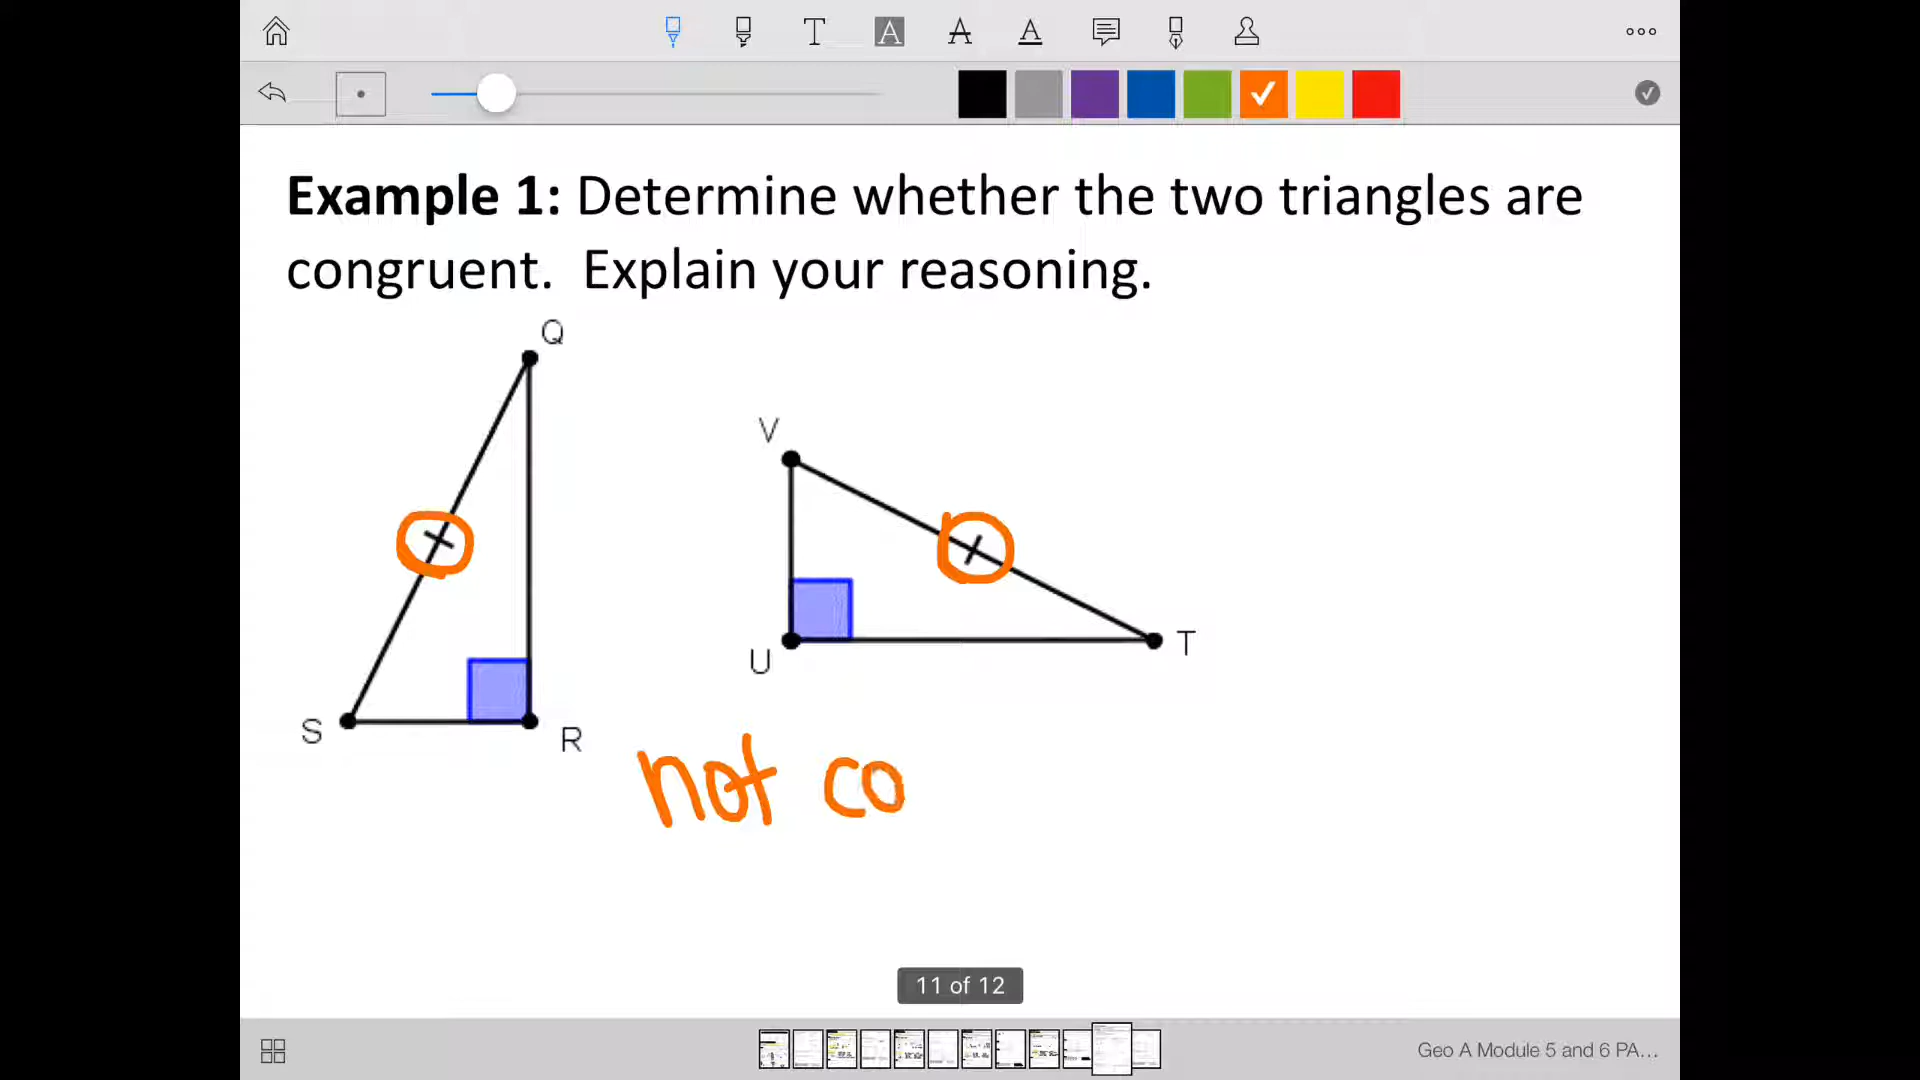 T A A A
Example 1: Determine whether the two triangles are
congruent. Explain your reasoning.
Q
V
U
T
S
R
not co
11 of 12
Geo A Module 5 and 6 PA...